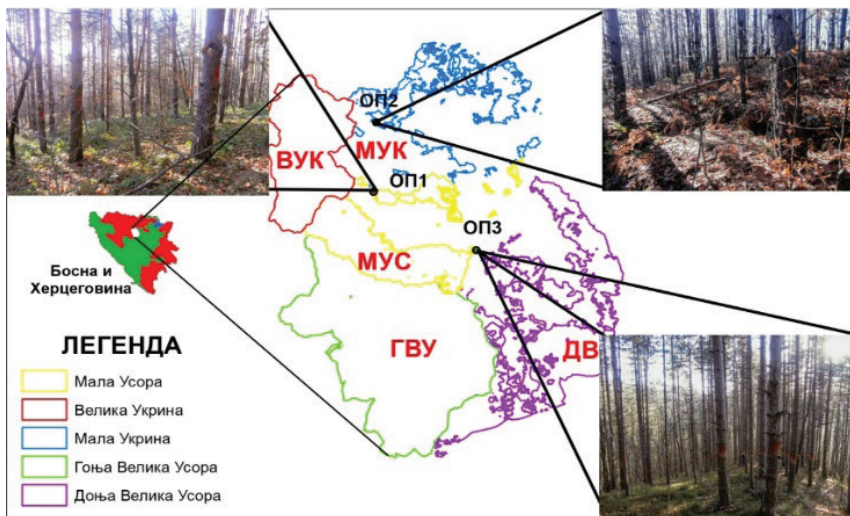 ОП2
ВУК
МУК
ОП1
ОП3
МУС
Босна и
Херцеговина
ГВУ
ДВ
ЛЕГЕНДА
Мала Усора
Велика Укрина
Мала Укрина
Гоња Велика Усора
Доња Велика Усора